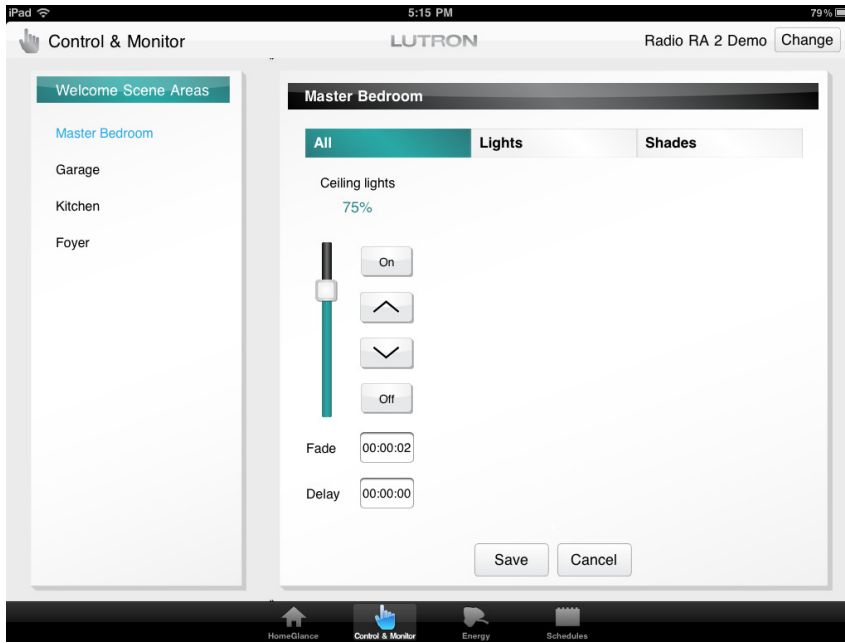 iPad 5:15 PM 79%
Control & Monitor LUTRON Radio RA 2 Demo Change
Welcome Scene Areas
Master Bedroom
Garage
Kitchen
Foyer
Master Bedroom
All Lights Shades
Ceiling lights
75%
On
Off
Fade 00:00:02
Delay 00:00:00
Save Cancel
HomeGlance Control & Monitor Energy Schedules